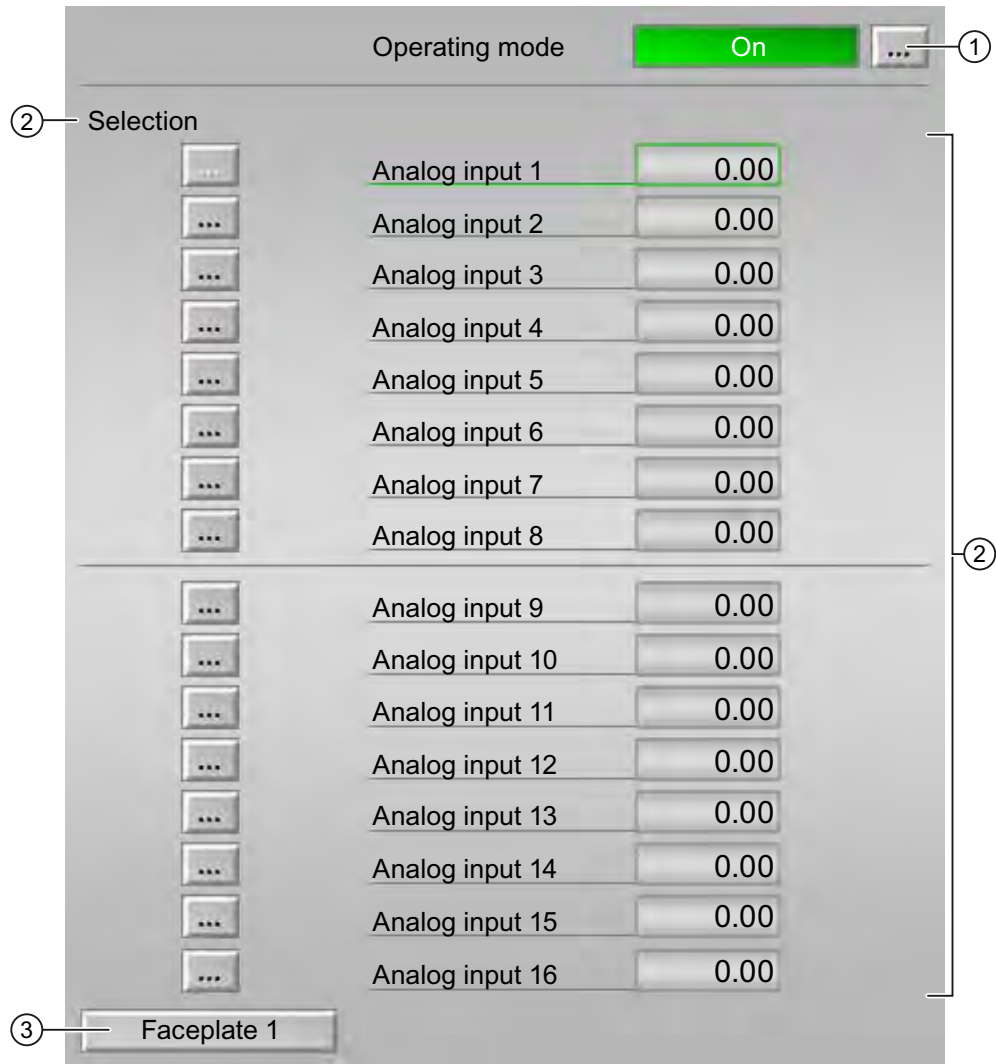 Operating mode On ... 1
2 Selection
... Analog input 1 0.00
... Analog input 2 0.00
... Analog input 3 0.00
... Analog input 4 0.00
... Analog input 5 0.00
... Analog input 6 0.00
... Analog input 7 0.00
... Analog input 8 0.00
2
... Analog input 9 0.00
... Analog input 10 0.00
... Analog input 11 0.00
... Analog input 12 0.00
... Analog input 13 0.00
... Analog input 14 0.00
... Analog input 15 0.00
... Analog input 16 0.00
3 Faceplate 1